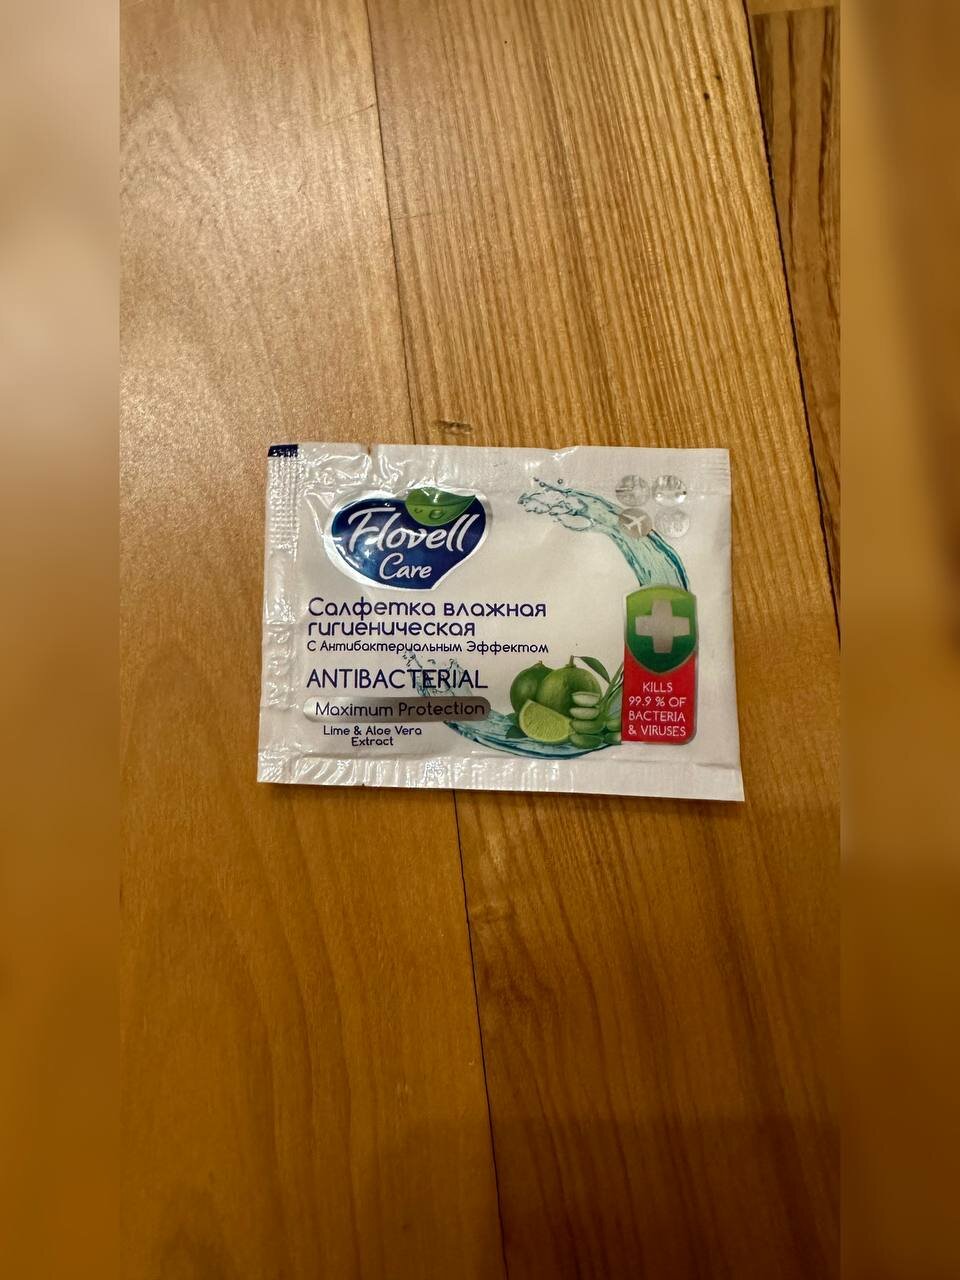 Flovell
Care
Салфетка влажная
гигиеническая
С Антибактериальным Эффектом
ANTIBACTERIAL
Maximum Protection
Lime & Aloe Vera
Extract
KILLS
99.9 % OF
BACTERIA
& VIRUSES